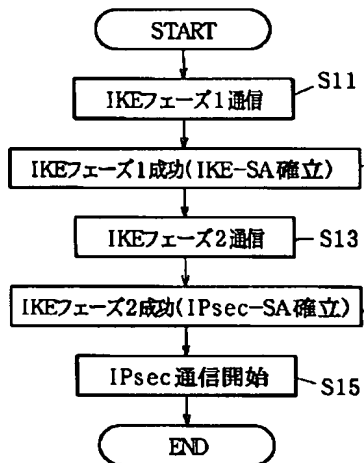 START
IKEフェーズ1通信
S11
IKEフェーズ1成功(IKE-SA確立)
IKEフェーズ2通信
S13
IKEフェーズ2成功(IPsec-SA確立)
IPsec通信開始
S15
END